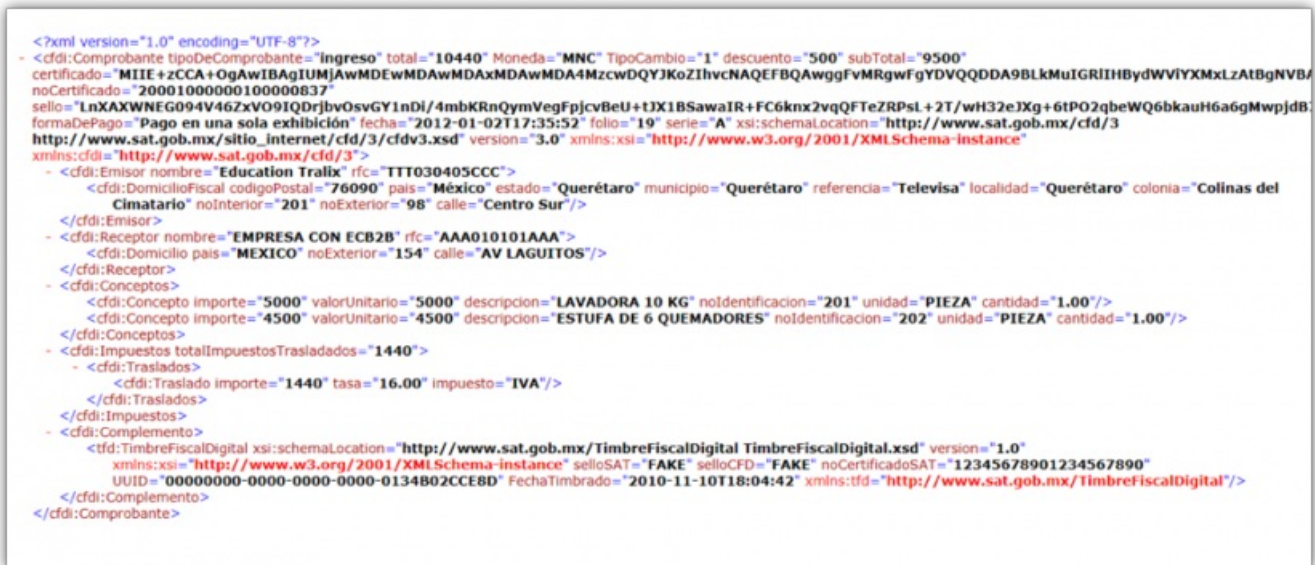 <?xml version="1.0" encoding="UTF-8"?>
- <cfdi:Comprobante tipoDeComprobante="ingreso" total="10440" Moneda="MNC" TipoCambio="1" descuento="500" subTotal="9500"
certificado="MIIE+zCCA+OgAwIBAgIUMjAwMDEwMDAwMDAxMDAwMDA4MzcwDQYJKoZIhvcNAQEFBQAwggFvMRgwFgYDVQQDDA9BLkMuIGRlIHBydWViYXMxLzAtBgNVBA
noCertificado="20001000000100000837"
sello="LnXAXWNEG094V46ZxVO9IQDrjbvOsvGY1nDi/4mbKRnQymVegFpjcvBeU+tJX1BSawaIR+FC6knx2vqQFTeZRPsL+2T/wH32eJXg+6tPO2qbeWQ6bkauH6a6gMwpjdB
formaDePago="Pago en una sola exhibición" fecha="2012-01-02T17:35:52" folio="19" serie="A" xsi:schemaLocation="http://www.sat.gob.mx/cfd/3
http://www.sat.gob.mx/sitio_internet/cfd/3/cfdv3.xsd" version="3.0" xmlns:xsi="http://www.w3.org/2001/XMLSchema-instance"
xmlns:cfdi="http://www.sat.gob.mx/cfd/3">
- <cfdi:Emisor nombre="Education Tralix" rfc="TTT030405CCC">
<cfdi:DomicilioFiscal codigoPostal="76090" pais="México" estado="Querétaro" municipio="Querétaro" referencia="Televisa" localidad="Querétaro" colonia="Colinas del
Cimatario" noInterior="201" noExterior="98" calle="Centro Sur"/>
</cfdi:Emisor>
- <cfdi:Receptor nombre="EMPRESA CON ECB2B" rfc="AAA010101AAA">
<cfdi:Domicilio pais="MEXICO" noExterior="154" calle="AV LAGUITOS"/>
</cfdi:Receptor>
- <cfdi:Conceptos>
<cfdi:Concepto importe="5000" valorUnitario="5000" descripcion="LAVADORA 10 KG" noIdentificacion="201" unidad="PIEZA" cantidad="1.00"/>
<cfdi:Concepto importe="4500" valorUnitario="4500" descripcion="ESTUFA DE 6 QUEMADORES" noIdentificacion="202" unidad="PIEZA" cantidad="1.00"/>
</cfdi:Conceptos>
- <cfdi:Impuestos totalImpuestosTrasladados="1440">
- <cfdi:Traslados>
<cfdi:Traslado importe="1440" tasa="16.00" impuesto="IVA"/>
</cfdi:Traslados>
</cfdi:Impuestos>
- <cfdi:Complemento>
<tfd:TimbreFiscalDigital xsi:schemaLocation="http://www.sat.gob.mx/TimbreFiscalDigital TimbreFiscalDigital.xsd" version="1.0"
xmlns:xsi="http://www.w3.org/2001/XMLSchema-instance" selloSAT="FAKE" selloCFD="FAKE" noCertificadoSAT="12345678901234567890"
UUID="00000000-0000-0000-0000-0134B02CCE8D" FechaTimbrado="2010-11-10T18:04:42" xmlns:tfd="http://www.sat.gob.mx/TimbreFiscalDigital"/>
</cfdi:Complemento>
</cfdi:Comprobante>